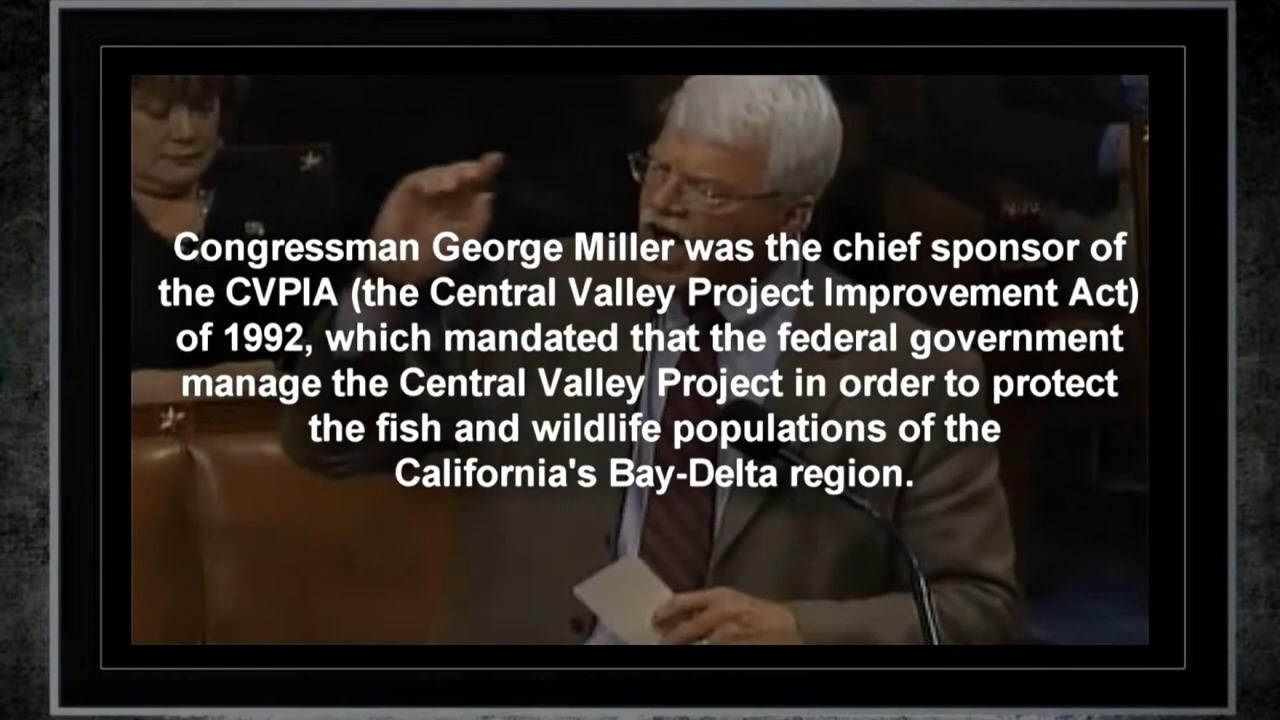 Congressman George Miller was the chief sponsor of
the CVPIA (the Central Valley Project Improvement Act)
of 1992, which mandated that the federal government
manage the Central Valley Project in order to protect
the fish and wildlife populations of the
California's Bay-Delta region.